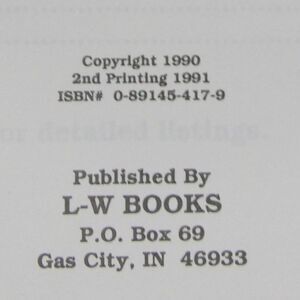 Copyright 1990
2nd Printing 1991
ISBN# 0-89145-417-9
or detailed listings.
Published By
L-W BOOKS
P.O. Box 69
Gas City, IN 46933